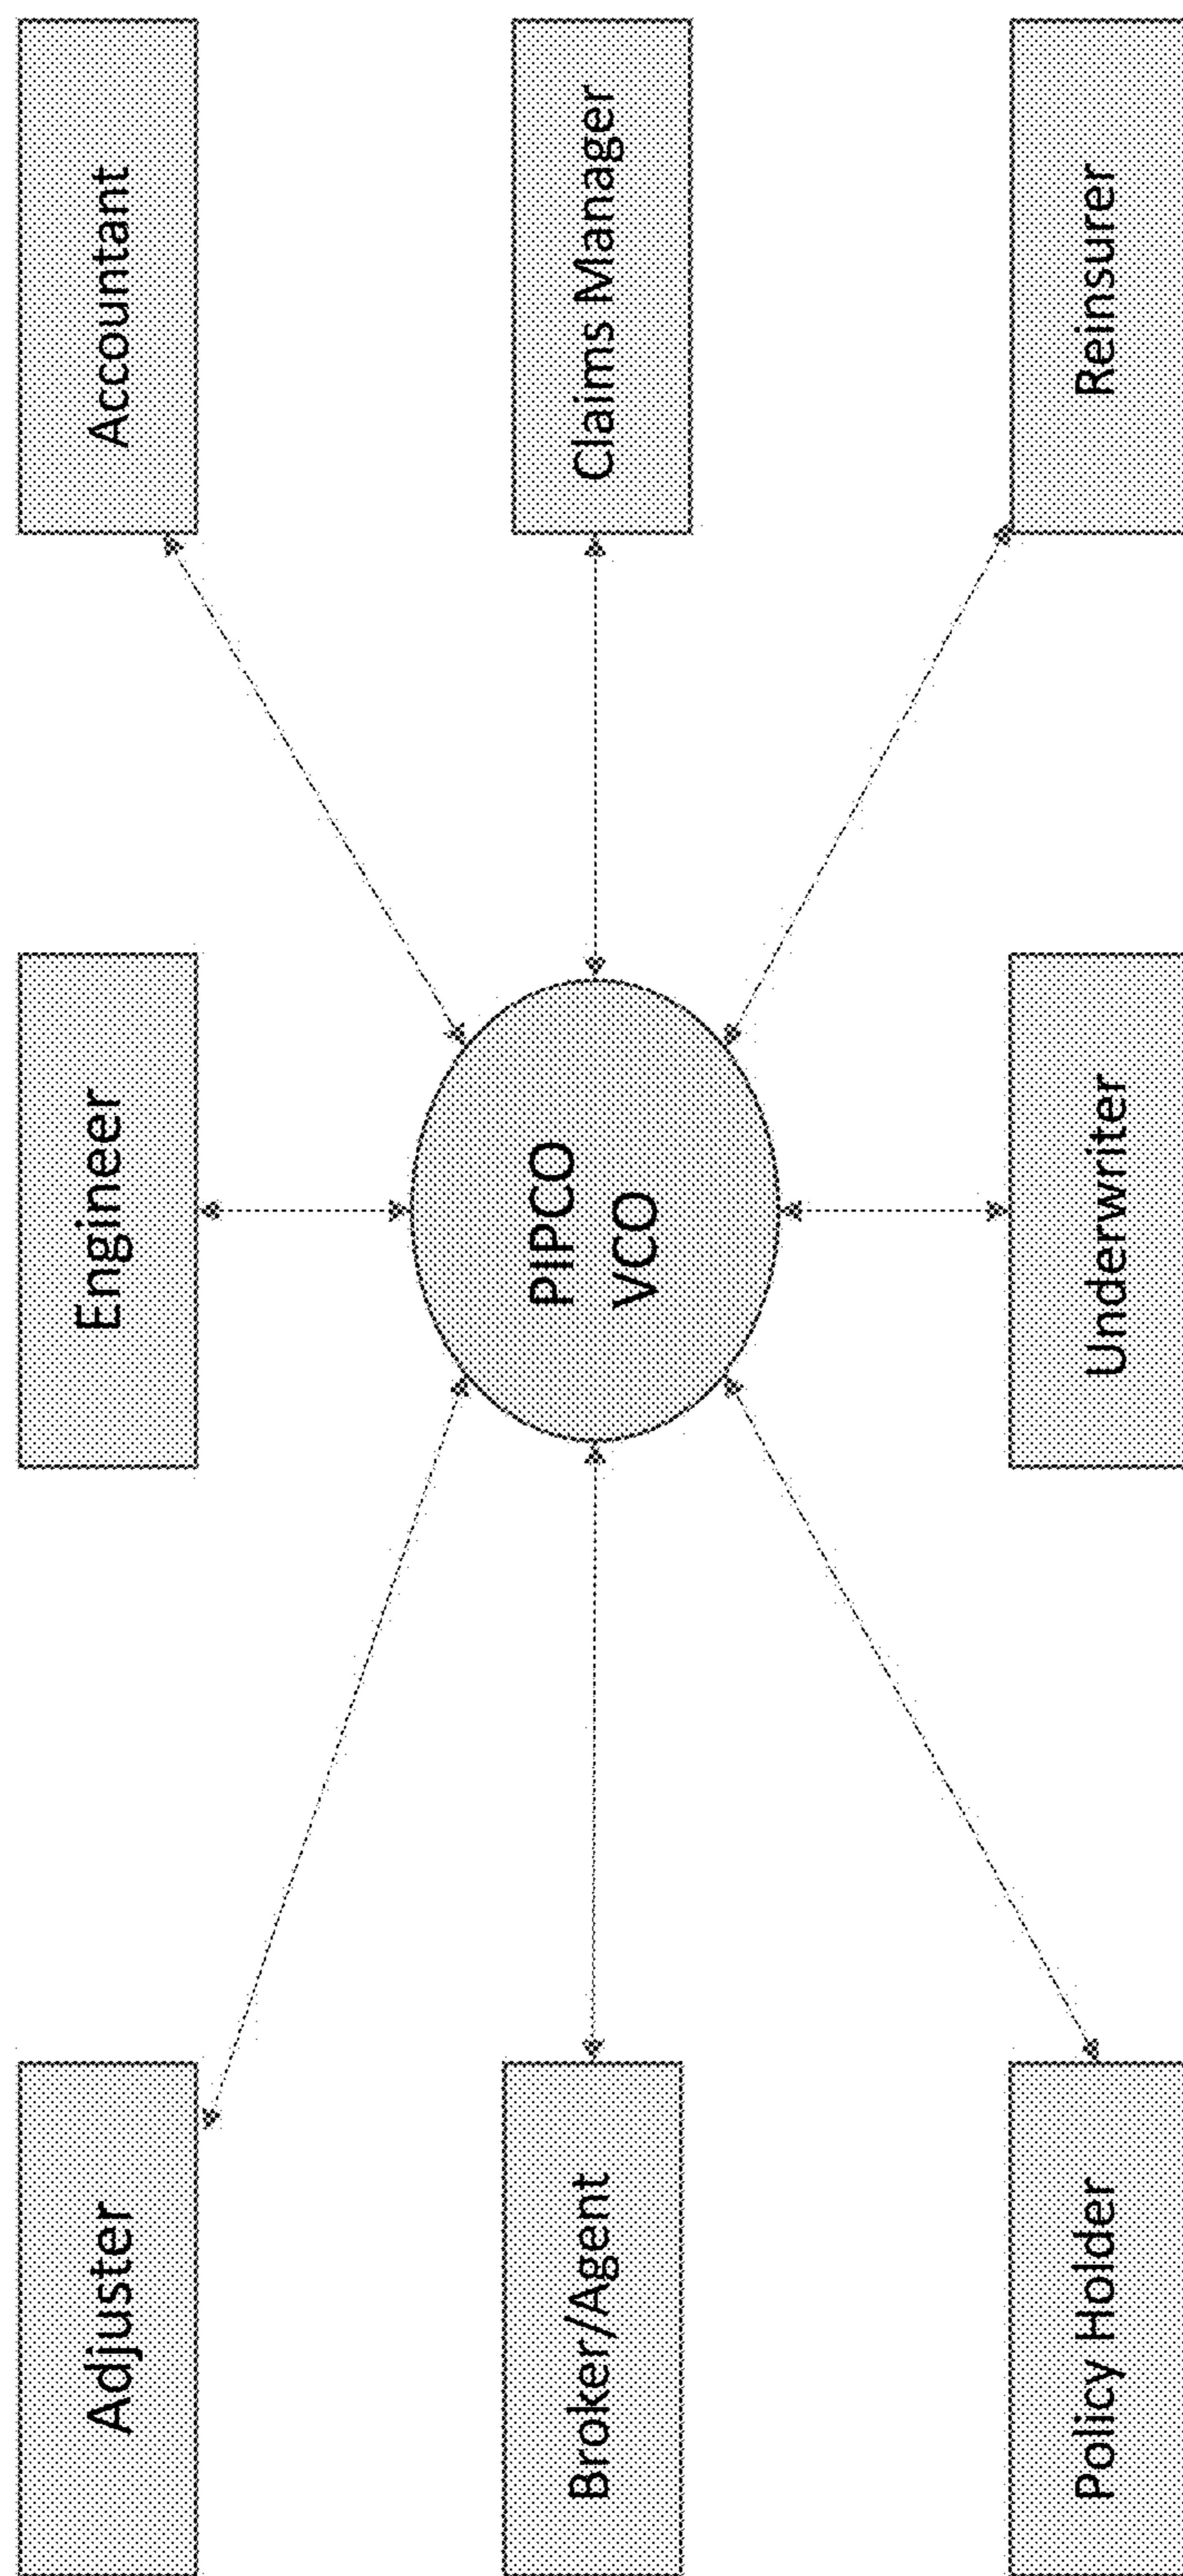 Adjuster
Engineer
Accountant
Broker/Agent
PIPCO
VCO
Claims Manager
Policy Holder
Underwriter
Reinsurer